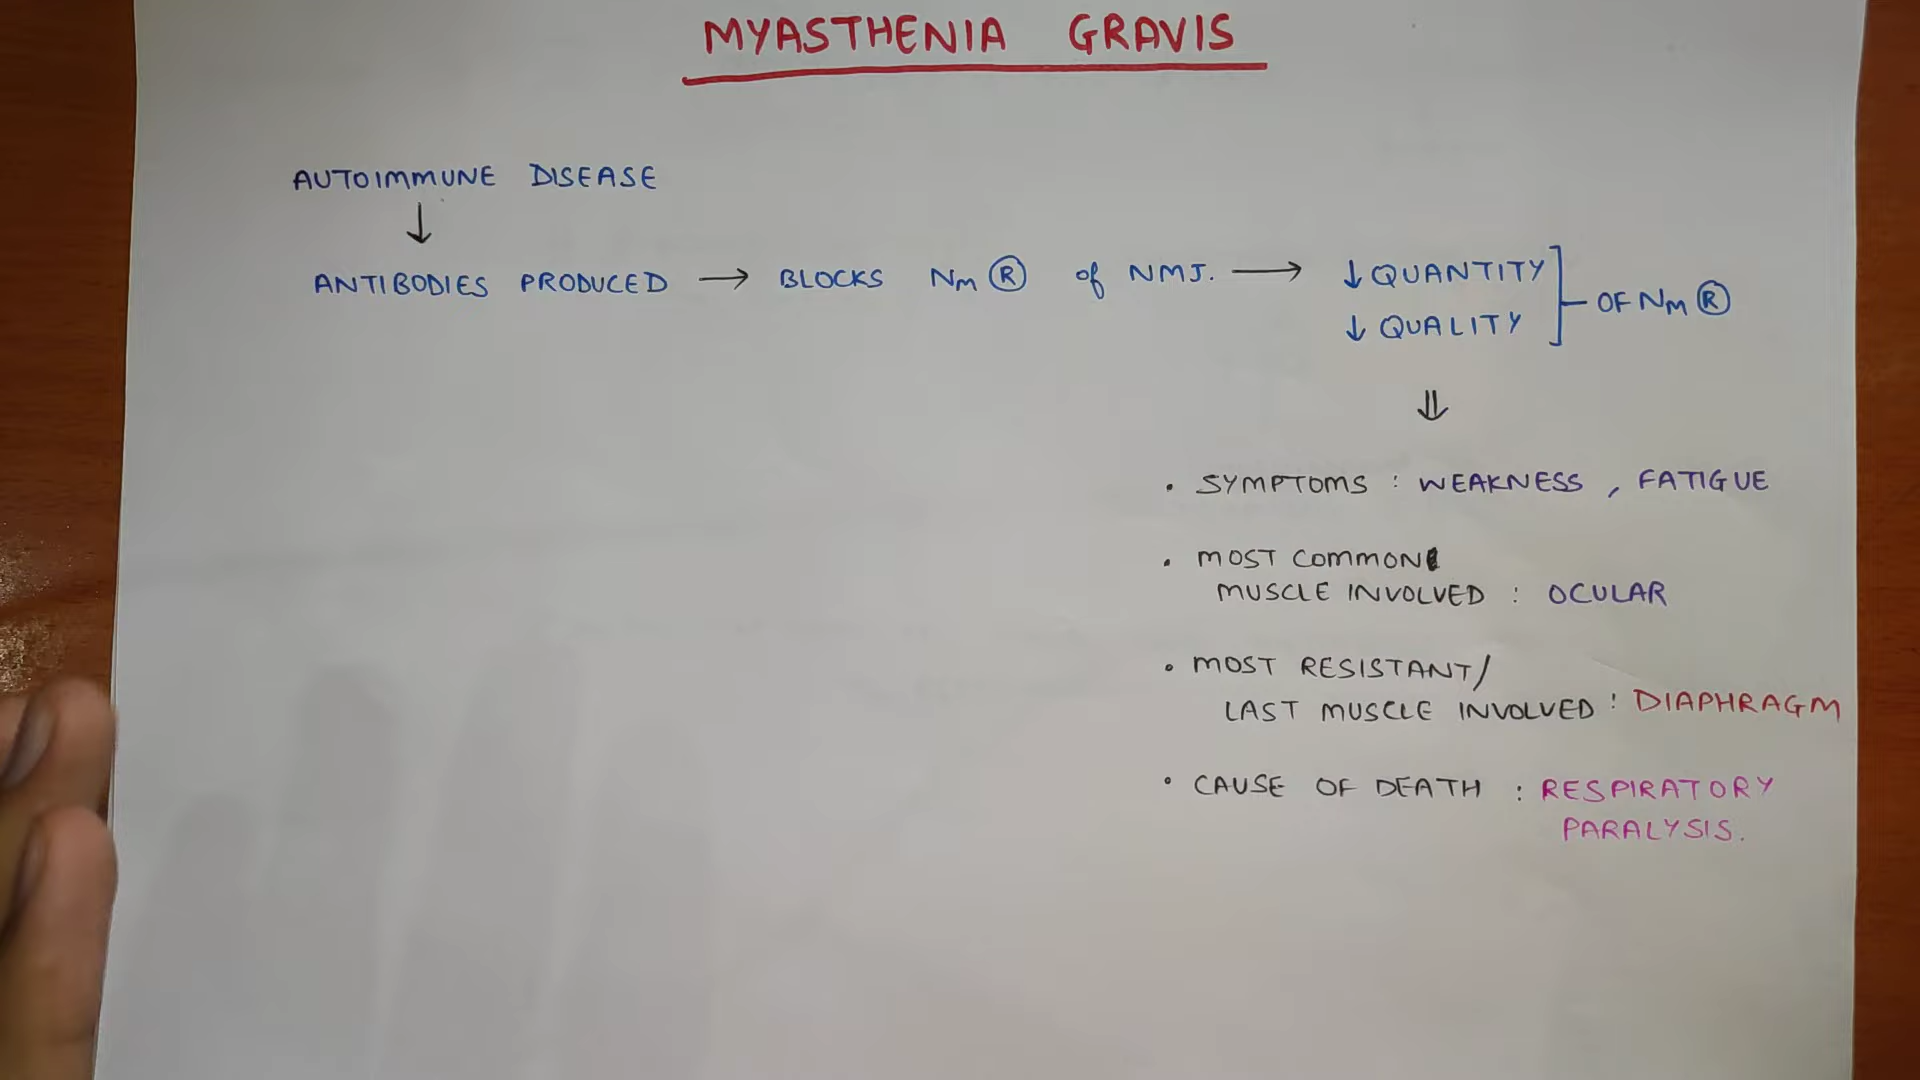 MYASTHENIA GRAVIS
AUTOIMMUNE DISEASE
↓
ANTIBODIES PRODUCED → BLOCKS Nm Ⓡ of NMJ. → ↓ QUANTITY
↓ QUALITY
OF Nm Ⓡ
⇓
• SYMPTOMS : WEAKNESS , FATIGUE
• MOST COMMON
MUSCLE INVOLVED : OCULAR
• MOST RESISTANT/
LAST MUSCLE INVOLVED : DIAPHRAGM
• CAUSE OF DEATH : RESPIRATORY
PARALYSIS.